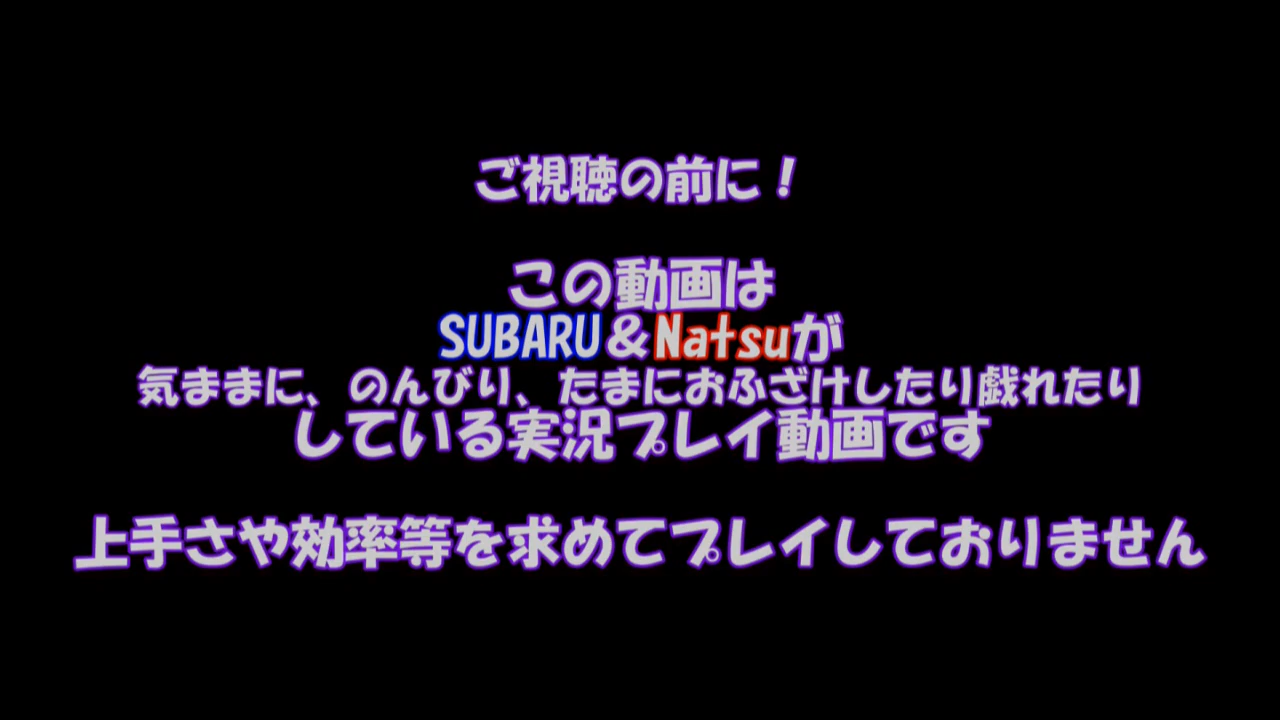 ご視聴の前に！
この動画は
SUBARU＆Natsuが
気ままに、のんびり、たまにおふざけしたり戯れたり
している実況プレイ動画です
上手さや効率等を求めてプレイしておりません